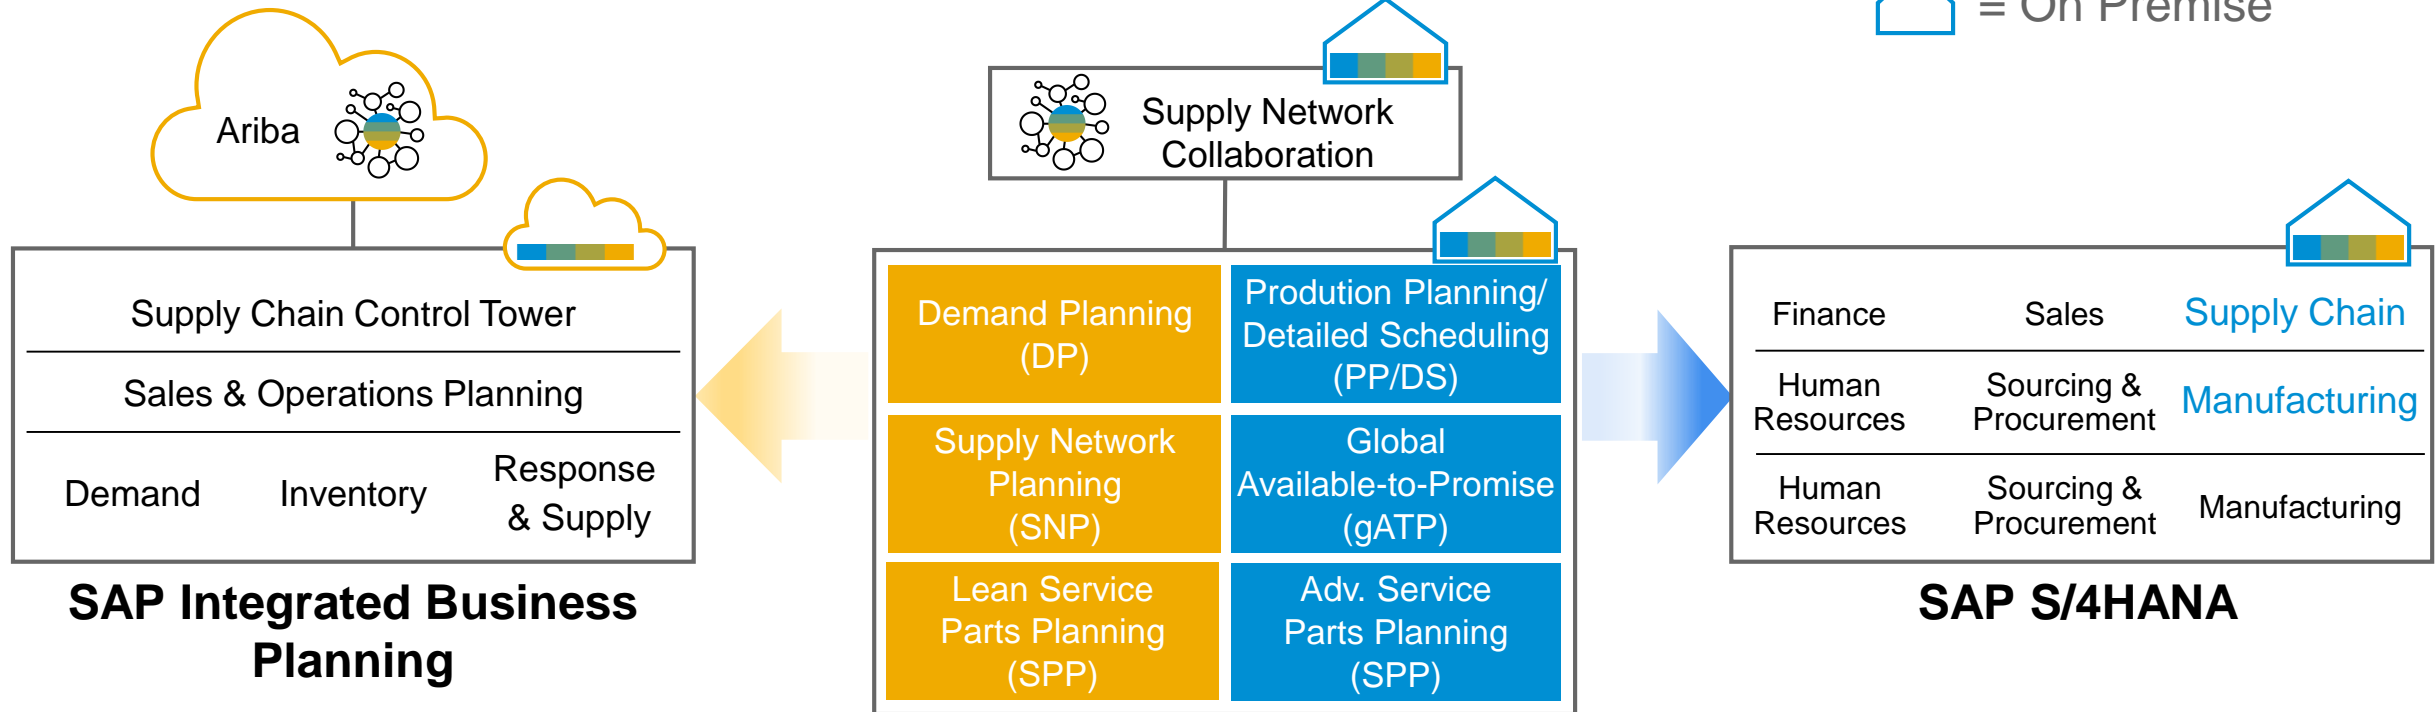 = On Premise
Ariba
Supply Network
Collaboration
Supply Chain Control Tower
Sales & Operations Planning
Demand
Inventory
Response
& Supply
SAP Integrated Business
Planning
Demand Planning
(DP)
Prodution Planning/
Detailed Scheduling
(PP/DS)
Supply Network
Planning
(SNP)
Global
Available-to-Promise
(gATP)
Lean Service
Parts Planning
(SPP)
Adv. Service
Parts Planning
(SPP)
Finance
Sales
Supply Chain
Human
Resources
Sourcing &
Procurement
Manufacturing
Human
Resources
Sourcing &
Procurement
Manufacturing
SAP S/4HANA